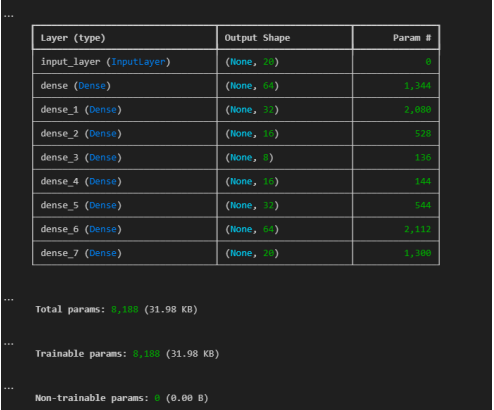 ...
Layer (type) Output Shape Param #
input_layer (InputLayer) (None, 20) 0
dense (Dense) (None, 64) 1,344
dense_1 (Dense) (None, 32) 2,080
dense_2 (Dense) (None, 16) 528
dense_3 (Dense) (None, 8) 136
dense_4 (Dense) (None, 16) 144
dense_5 (Dense) (None, 32) 544
dense_6 (Dense) (None, 64) 2,112
dense_7 (Dense) (None, 20) 1,300
...
Total params: 8,188 (31.98 KB)
...
Trainable params: 8,188 (31.98 KB)
...
Non-trainable params: 0 (0.00 B)